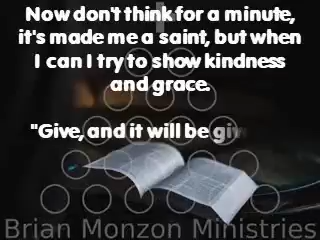 Now don't think for a minute,
it's made me a saint, but when
I can I try to show kindness
and grace.
"Give, and it will be
Brian Monzon Ministries